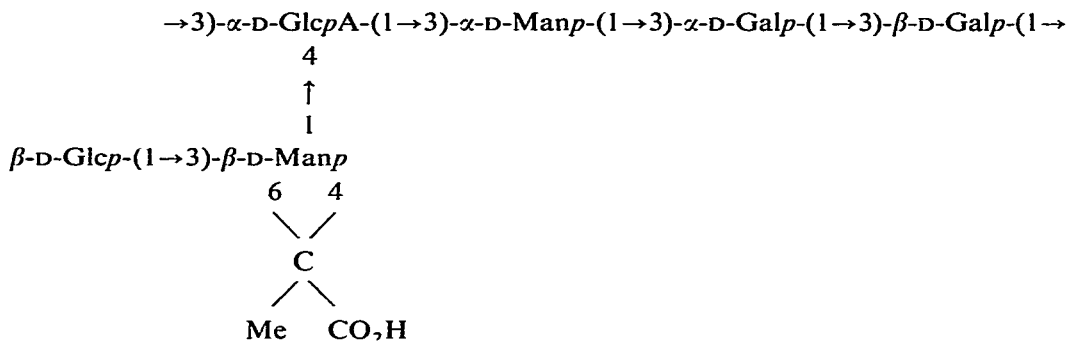 →3)-α-D-GlcpA-(1→3)-α-D-Manp-(1→3)-α-D-Galp-(1→3)-β-D-Galp-(1→
4
↑
1
β-D-Glcp-(1→3)-β-D-Manp
6 4
C
Me CO₂H